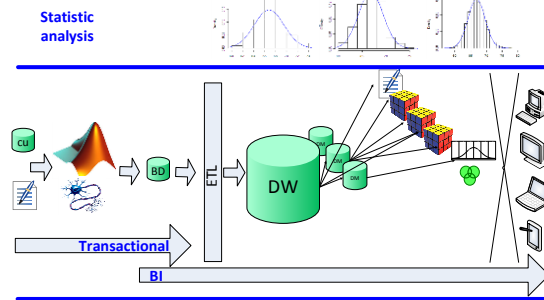 Statistic
analysis
cu
BD
ETL
DW
DM
DM
DM
Transactional
BI